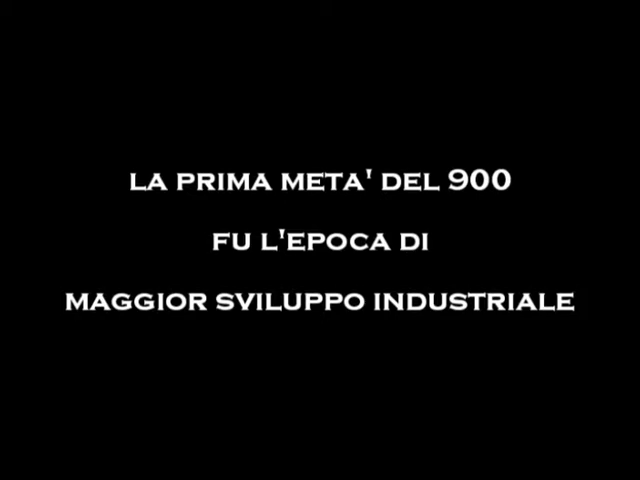 LA PRIMA META' DEL 900
FU L'EPOCA DI
MAGGIOR SVILUPPO INDUSTRIALE